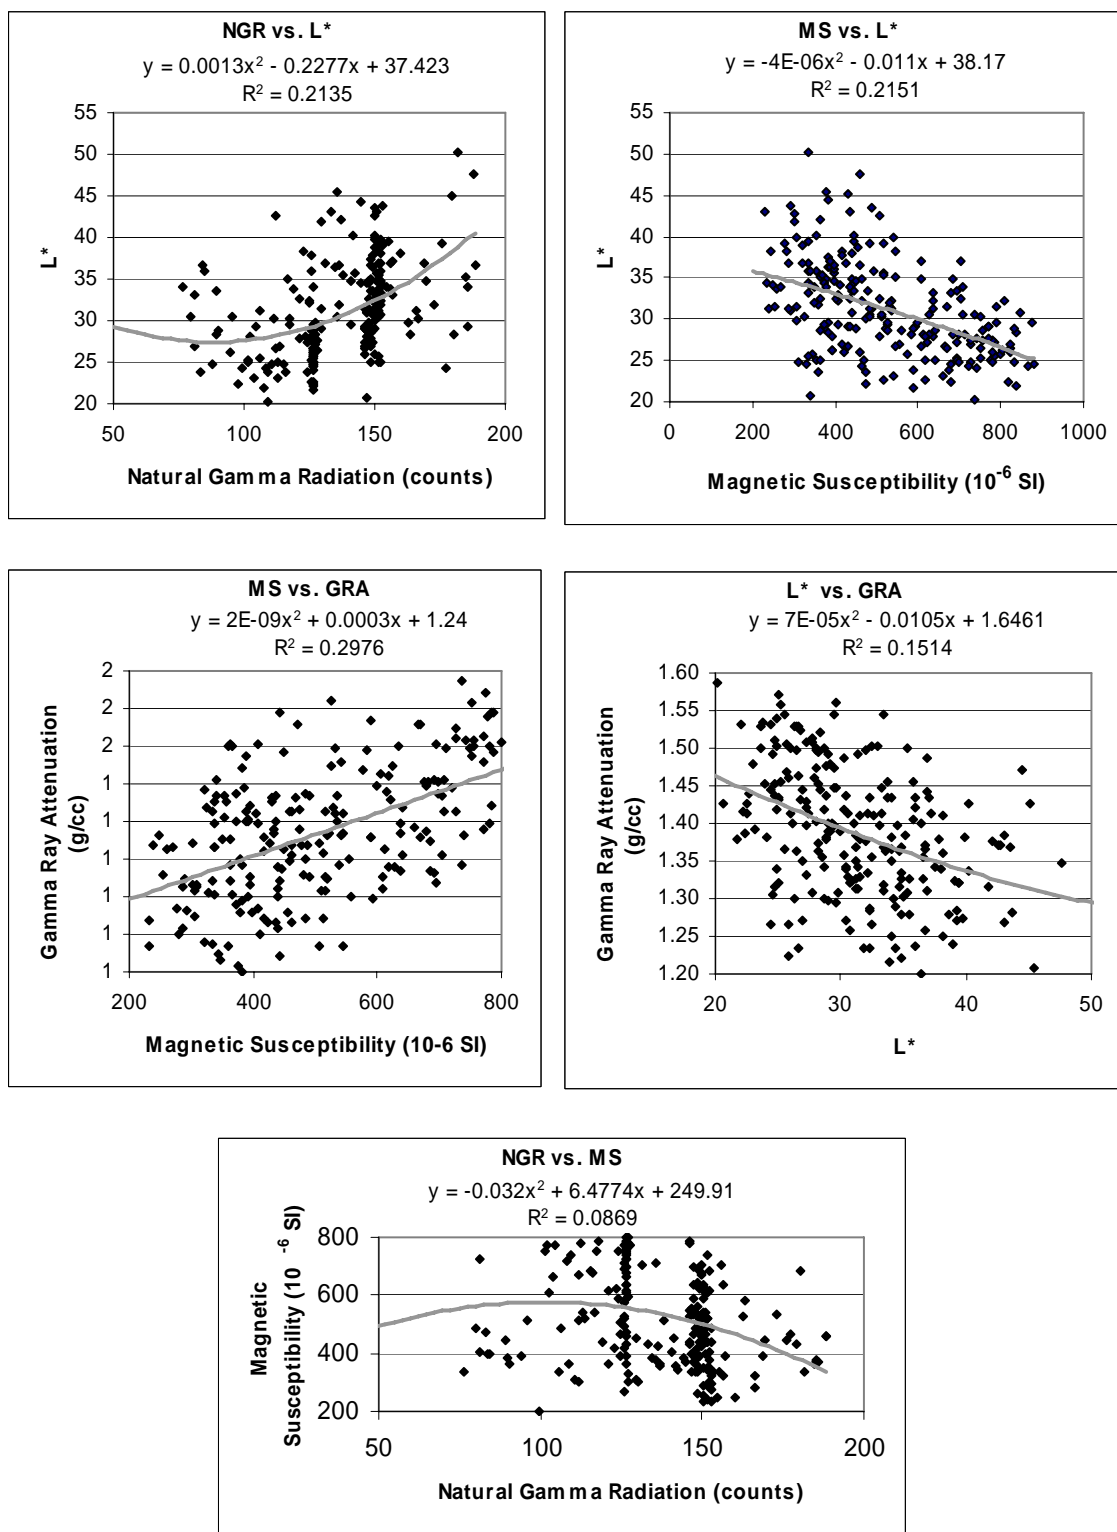 NGR vs. L*
y = 0.0013x² - 0.2277x + 37.423
R² = 0.2135
55
50
45
40
35
30
25
20
L*
50 100 150 200
Natural Gamma Radiation (counts)
MS vs. L*
y = -4E-06x² - 0.011x + 38.17
R² = 0.2151
55
50
45
40
35
30
25
20
L*
0 200 400 600 800 1000
Magnetic Susceptibility (10⁻⁶ SI)
MS vs. GRA
y = 2E-09x² + 0.0003x + 1.24
R² = 0.2976
2
2
2
1
1
1
1
1
1
Gamma Ray Attenuation
(g/cc)
200 400 600 800
Magnetic Susceptibility (10-6 SI)
L* vs. GRA
y = 7E-05x² - 0.0105x + 1.6461
R² = 0.1514
1.60
1.55
1.50
1.45
1.40
1.35
1.30
1.25
1.20
Gamma Ray Attenuation
(g/cc)
20 30 40 50
L*
NGR vs. MS
y = -0.032x² + 6.4774x + 249.91
R² = 0.0869
800
600
400
200
Magnetic
Susceptibility (10 ⁻⁶ SI)
50 100 150 200
Natural Gamma Radiation (counts)